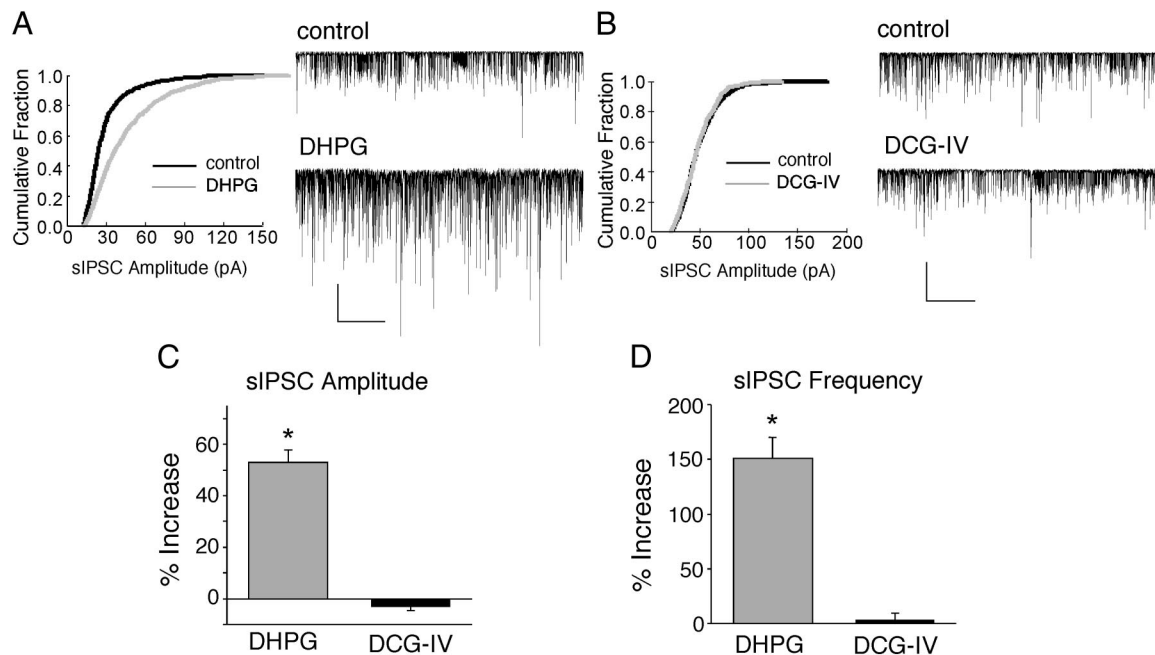 A
control
1.0
0.8
0.6
0.4
0.2
0.0
Cumulative Fraction
control
DHPG
0 30 60 90 120 150
sIPSC Amplitude (pA)
DHPG
B
control
1.0
0.8
0.6
0.4
0.2
0.0
Cumulative Fraction
control
DCG-IV
0 50 100 150 200
sIPSC Amplitude (pA)
DCG-IV
C
sIPSC Amplitude
60
40
20
0
% Increase
*
DHPG DCG-IV
D
sIPSC Frequency
200
150
100
50
0
% Increase
*
DHPG DCG-IV